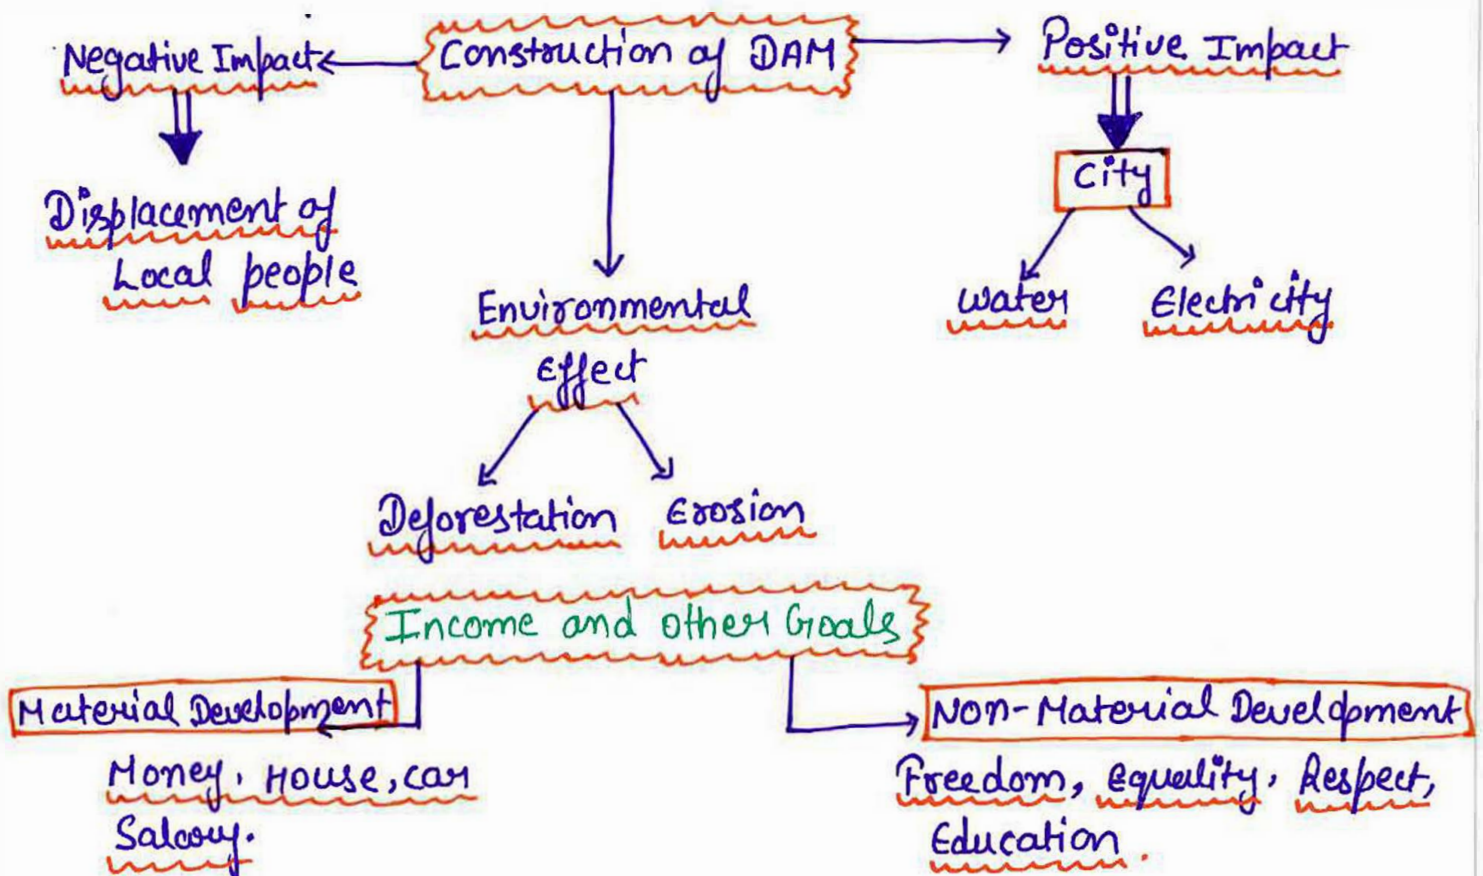 Negative Impact
Construction of DAM
Positive Impact
City
Displacement of
Local people
Water
Electricity
Environmental
Effect
Deforestation
Erosion
Income and other Goals
Material Development
Non-Material Development
Money, House, car
Salary.
Freedom, Equality, Respect,
Education.